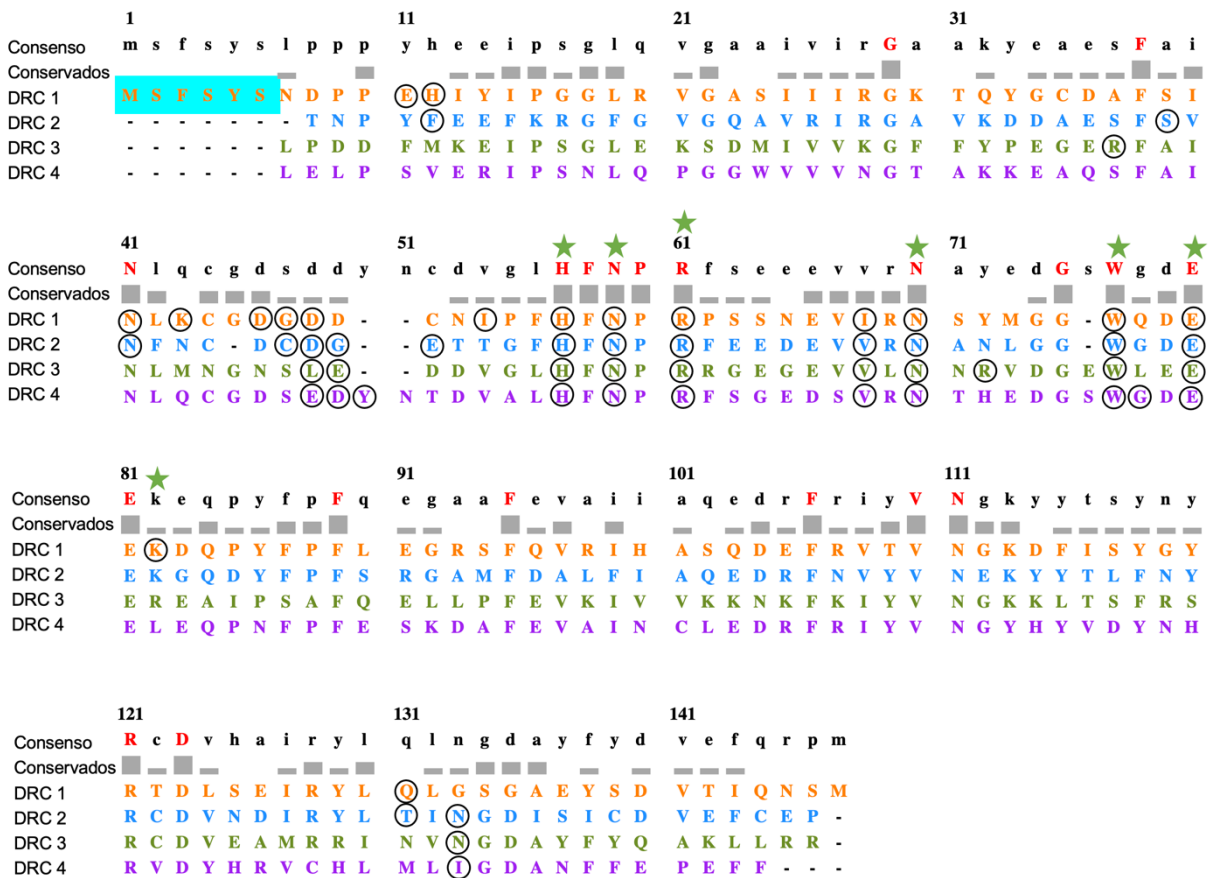 1 11 21 31
Consenso m s f s y s l p p p y h e e i p s g l q v g a a i v i r G a a k y e a e s F a i
Conservados
DRC 1 M S F S Y S N D P P E H I Y I P G G L R V G A S I I I R G K T Q Y G C D A F S I
DRC 2 - - - - - - - T N P Y F E E F K R G F G V G Q A V R I R G A V K D D A E S F S V
DRC 3 - - - - - - L P D D F M K E I P S G L E K S D M I V V K G F F Y P E G E R F A I
DRC 4 - - - - - - L E L P S V E R I P S N L Q P G G W V V V N G T A K K E A Q S F A I
41 51 61 71
Consenso N l q c g d s d d y n c d v g l H F N P R f s e e e v v r N a y e d G s W g d E
Conservados
DRC 1 N L K C G D G D D - - C N I P F H F N P R P S S N E V I R N S Y M G G - W Q D E
DRC 2 N F N C - D C D G - - E T T G F H F N P R F E E D E V V R N A N L G G - W G D E
DRC 3 N L M N G N S L E - - D D V G L H F N P R R G E G E V V L N N R V D G E W L E E
DRC 4 N L Q C G D S E D Y N T D V A L H F N P R F S G E D S V R N T H E D G S W G D E
81 91 101 111
Consenso E k e q p y f p F q e g a a F e v a i i a q e d r F r i y V N g k y y t s y n y
Conservados
DRC 1 E K D Q P Y F P F L E G R S F Q V R I H A S Q D E F R V T V N G K D F I S Y G Y
DRC 2 E K G Q D Y F P F S R G A M F D A L F I A Q E D R F N V Y V N E K Y Y T L F N Y
DRC 3 E R E A I P S A F Q E L L P F E V K I V V K K N K F K I Y V N G K K L T S F R S
DRC 4 E L E Q P N F P F E S K D A F E V A I N C L E D R F R I Y V N G Y H Y V D Y N H
121 131 141
Consenso R c D v h a i r y l q l n g d a y f y d v e f q r p m
Conservados
DRC 1 R T D L S E I R Y L Q L G S G A E Y S D V T I Q N S M
DRC 2 R C D V N D I R Y L T I N G D I S I C D V E F C E P -
DRC 3 R C D V E A M R R I N V N G D A Y F Y Q A K L L R R -
DRC 4 R V D Y H R V C H L M L I G D A N F F E P E F F - - -